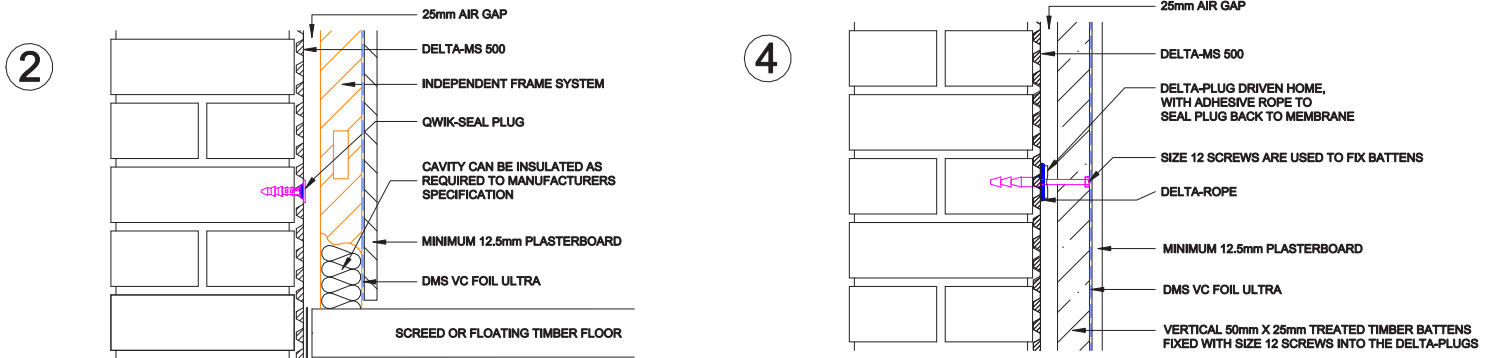 2
25mm AIR GAP
DELTA-MS 500
INDEPENDENT FRAME SYSTEM
QWIK-SEAL PLUG
CAVITY CAN BE INSULATED AS
REQUIRED TO MANUFACTURERS
SPECIFICATION
MINIMUM 12.5mm PLASTERBOARD
DMS VC FOIL ULTRA
SCREED OR FLOATING TIMBER FLOOR
4
25mm AIR GAP
DELTA-MS 500
DELTA-PLUG DRIVEN HOME,
WITH ADHESIVE ROPE TO
SEAL PLUG BACK TO MEMBRANE
SIZE 12 SCREWS ARE USED TO FIX BATTENS
DELTA-ROPE
MINIMUM 12.5mm PLASTERBOARD
DMS VC FOIL ULTRA
VERTICAL 50mm X 25mm TREATED TIMBER BATTENS
FIXED WITH SIZE 12 SCREWS INTO THE DELTA-PLUGS